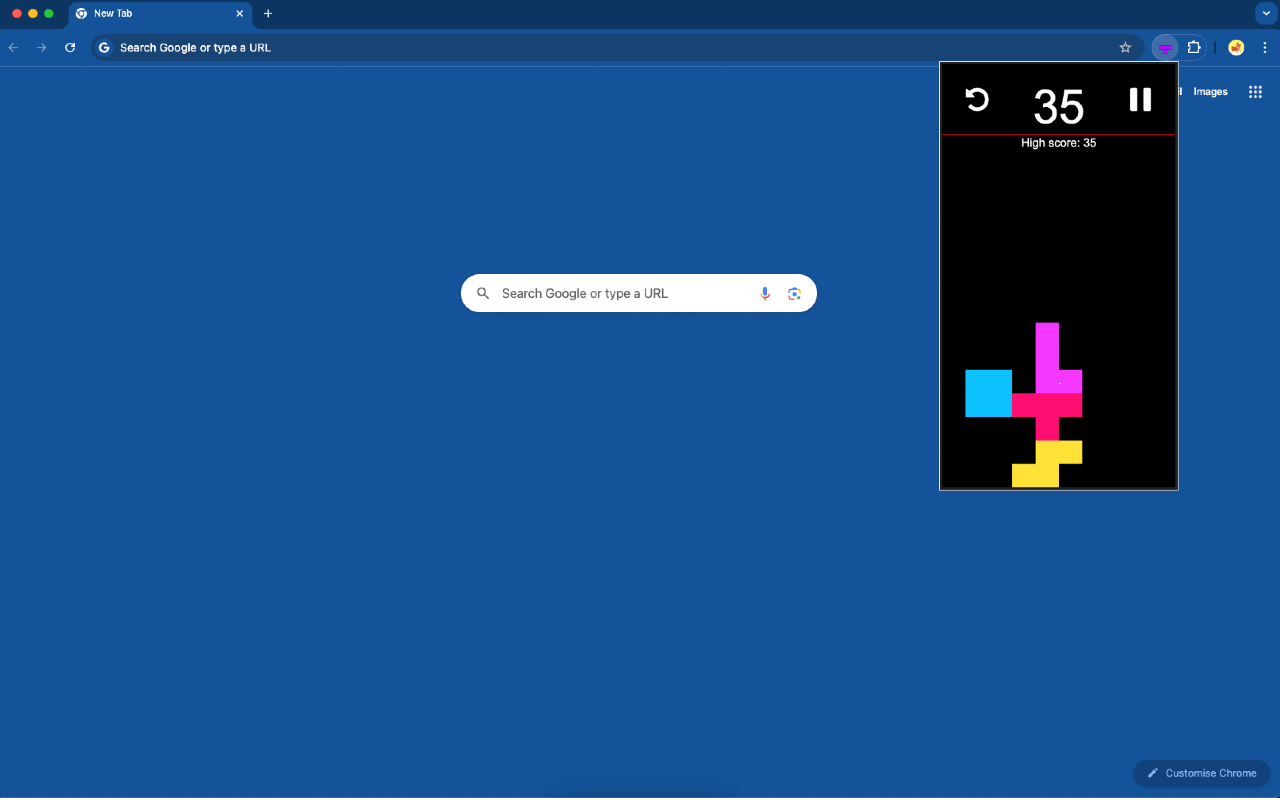 New Tab
Search Google or type a URL
Images
35
High score: 35
Search Google or type a URL
Customise Chrome